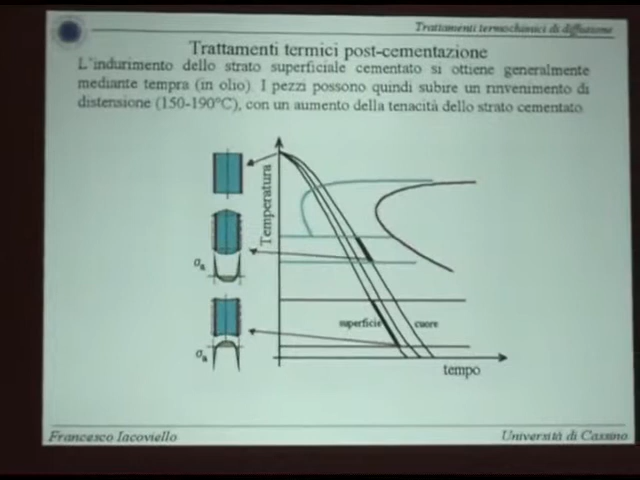 Trattamenti termochimici di diffusione
Trattamenti termici post-cementazione
L'indurimento dello strato superficiale cementato si ottiene generalmente
mediante tempra (in olio). I pezzi possono quindi subire un rinvenimento di
distensione (150-190°C), con un aumento della tenacità dello strato cementato.
Temperatura
σa
superficie
cuore
σa
tempo
Francesco Iacoviello
Università di Cassino